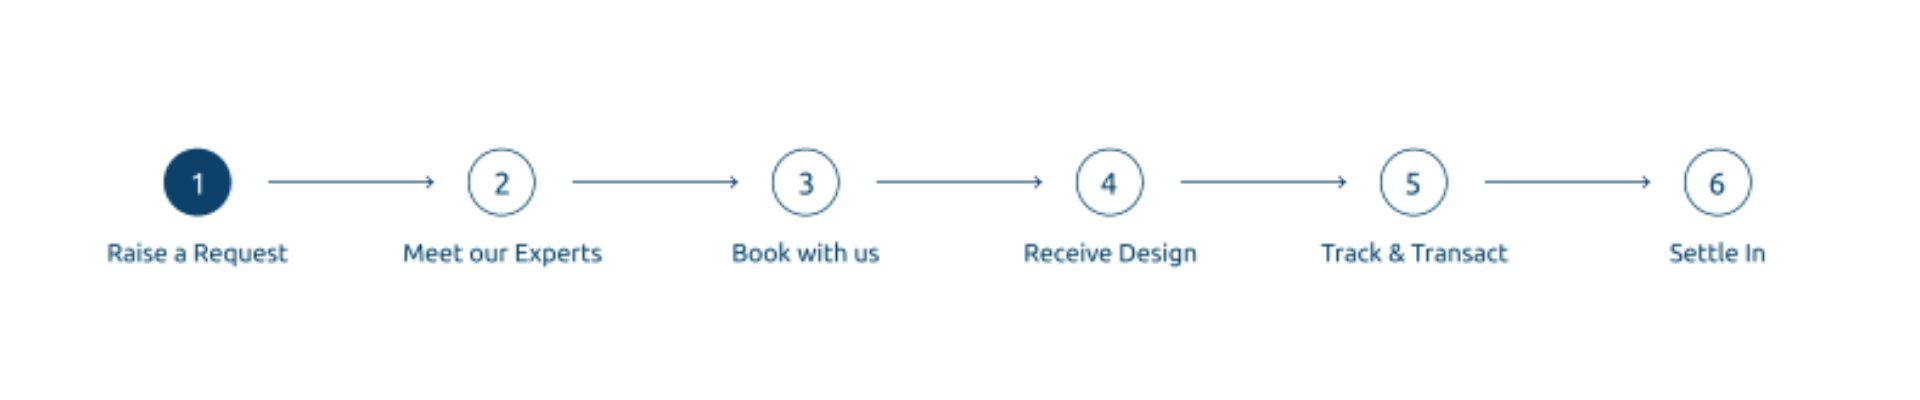 1 2 3 4 5 6
Raise a Request Meet our Experts Book with us Receive Design Track & Transact Settle In